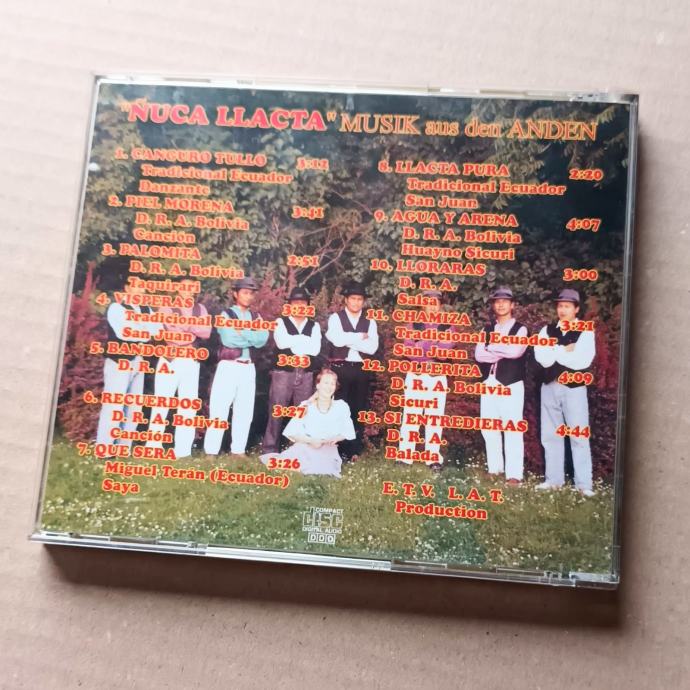 "ÑUCA LLACTA" MUSIK aus den ANDEN
1. CANGURO TULLO 3:12
Tradicional Ecuador
Danzante
2. PIEL MORENA 3:41
D. R. A. Bolivia
Canción
3. PALOMITA 2:51
D. R. A. Bolivia
Taquirari
4. VISPERAS 3:22
Tradicional Ecuador
San Juan
5. BANDOLERO 3:33
D. R. A.
6. RECUERDOS 3:27
D. R. A. Bolivia
Canción
7. QUE SERA 3:26
Miguel Terán (Ecuador)
Saya
8. LLACTA PURA 2:20
Tradicional Ecuador
San Juan
9. AGUA Y ARENA 4:07
D. R. A. Bolivia
Huayno Sicuri
10. LLORARAS 3:00
D. R. A.
Salsa
11. CHAMIZA 3:21
Tradicional Ecuador
San Juan
12. POLLERITA 4:09
D. R. A. Bolivia
Sicuri
13. SI ENTREDIERAS 4:44
D. R. A.
Balada
E. T. V. L. A. T.
Production
COMPACT
disc
DIGITAL AUDIO
DDD